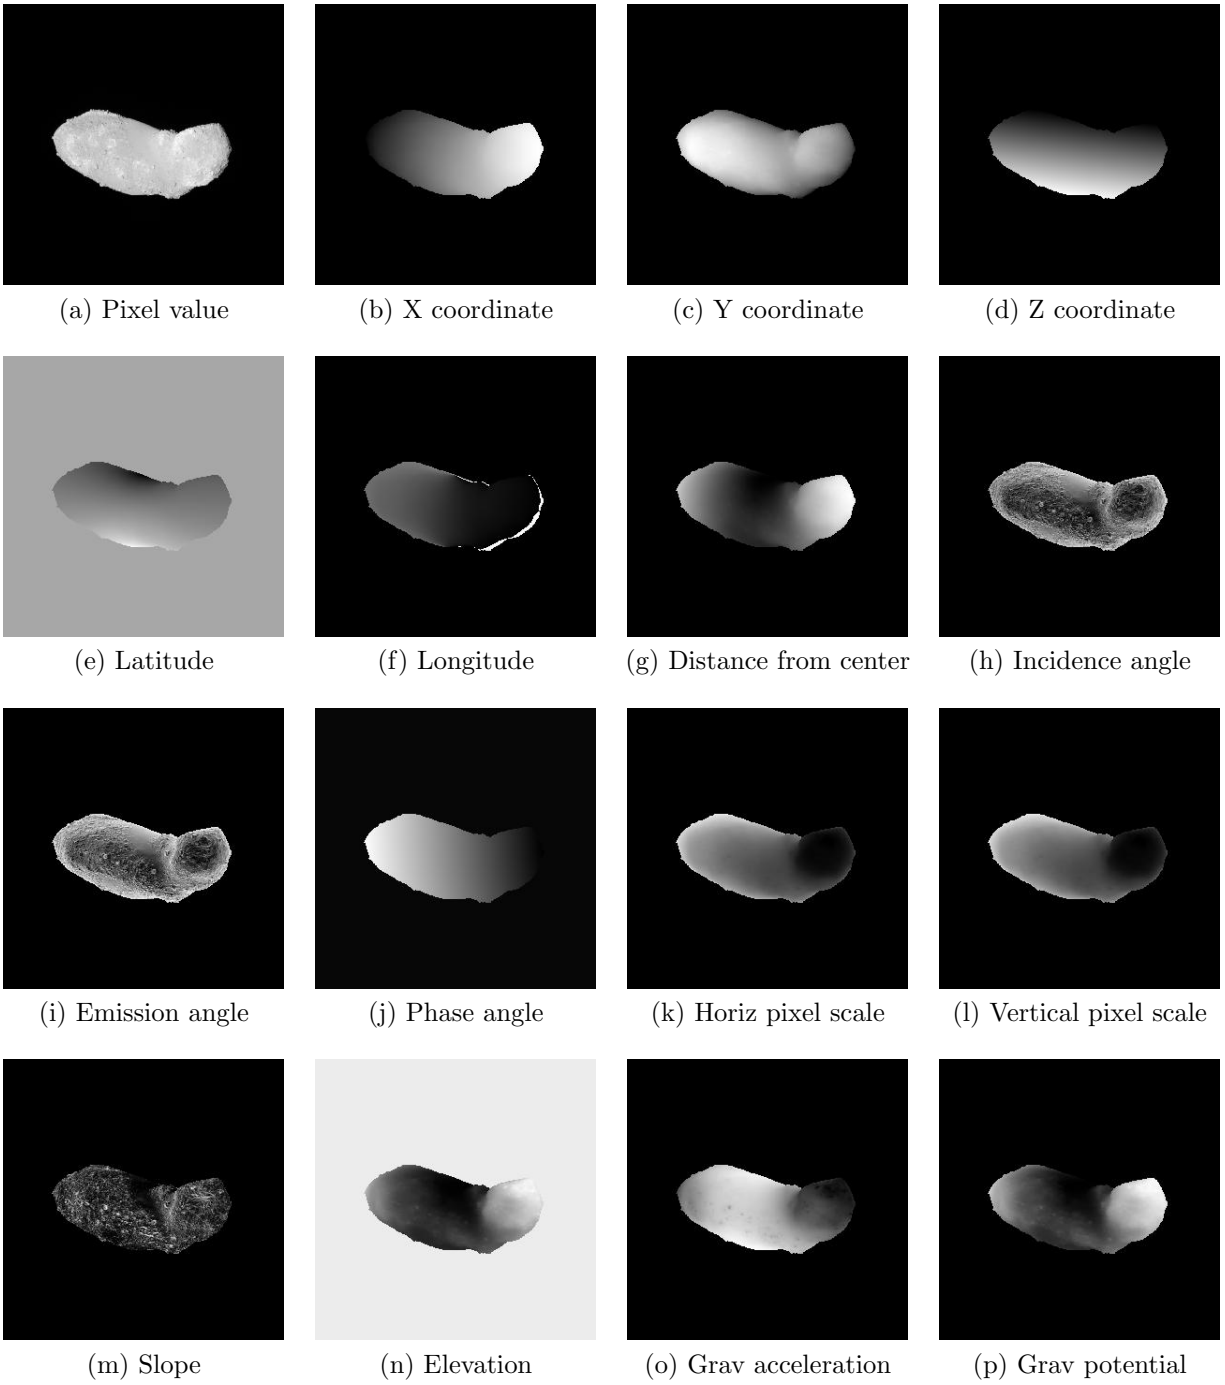 (a) Pixel value
(b) X coordinate
(c) Y coordinate
(d) Z coordinate
(e) Latitude
(f) Longitude
(g) Distance from center
(h) Incidence angle
(i) Emission angle
(j) Phase angle
(k) Horiz pixel scale
(l) Vertical pixel scale
(m) Slope
(n) Elevation
(o) Grav acceleration
(p) Grav potential